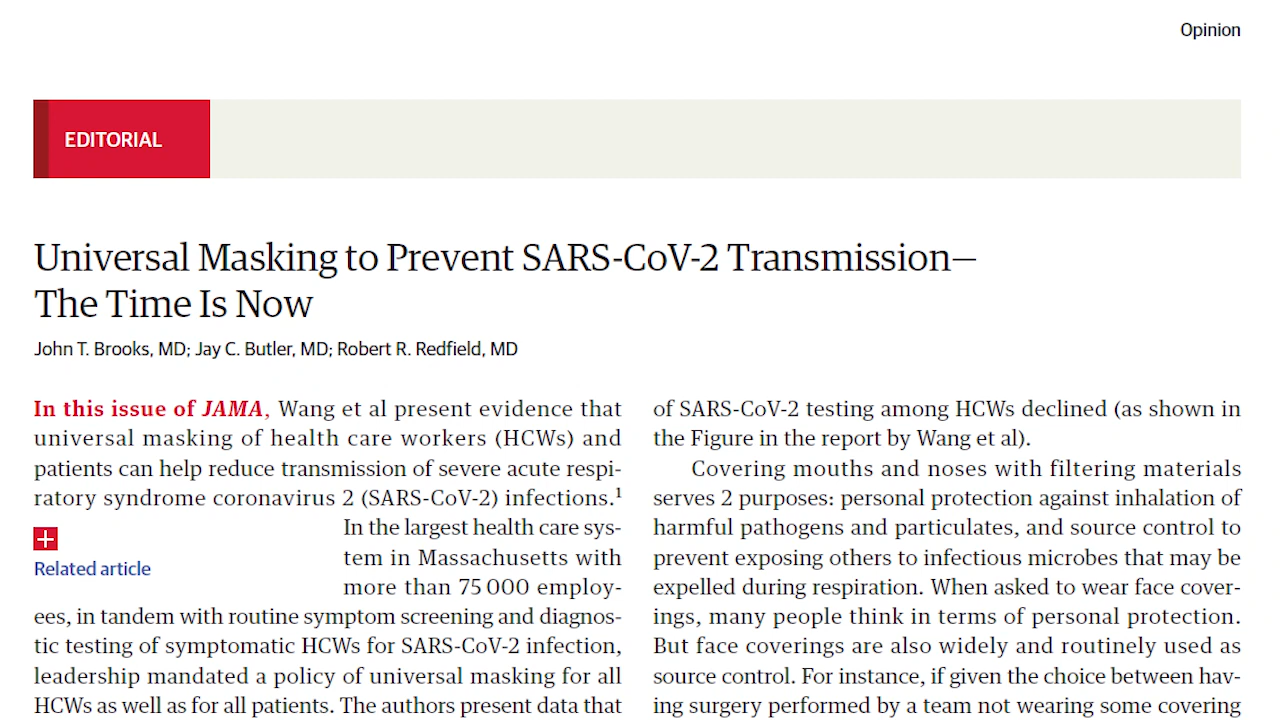 Opinion
EDITORIAL
Universal Masking to Prevent SARS-CoV-2 Transmission—
The Time Is Now
John T. Brooks, MD; Jay C. Butler, MD; Robert R. Redfield, MD
In this issue of JAMA, Wang et al present evidence that
universal masking of health care workers (HCWs) and
patients can help reduce transmission of severe acute respi-
ratory syndrome coronavirus 2 (SARS-CoV-2) infections.¹
In the largest health care sys-
tem in Massachusetts with
more than 75 000 employ-
Related article
ees, in tandem with routine symptom screening and diagnos-
tic testing of symptomatic HCWs for SARS-CoV-2 infection,
leadership mandated a policy of universal masking for all
HCWs as well as for all patients. The authors present data that
of SARS-CoV-2 testing among HCWs declined (as shown in
the Figure in the report by Wang et al).
Covering mouths and noses with filtering materials
serves 2 purposes: personal protection against inhalation of
harmful pathogens and particulates, and source control to
prevent exposing others to infectious microbes that may be
expelled during respiration. When asked to wear face cover-
ings, many people think in terms of personal protection.
But face coverings are also widely and routinely used as
source control. For instance, if given the choice between hav-
ing surgery performed by a team not wearing some covering